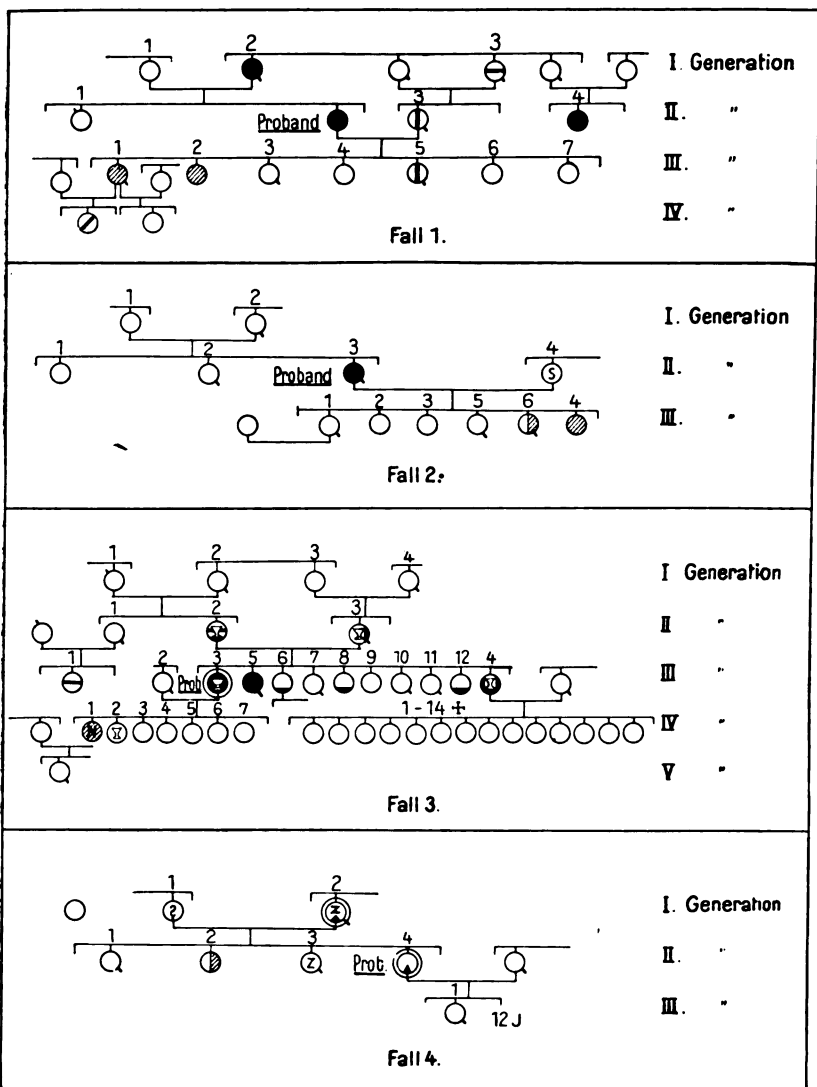 1 2 3 I. Generation
1 Proband 3 4 II. "
1 2 3 4 5 6 7 III. "
IV. "
Fall 1.
1 2 I. Generation
1 2 Proband 3 4 S II. "
1 2 3 5 6 4 III. "
Fall 2.
1 2 3 4 I Generation
1 2 3 II "
1 2 Prob 3 5 6 7 8 9 10 11 12 4 III "
1 2 3 4 5 6 7 1-14 + IV "
V "
Fall 3.
1 2 I. Generation
2 Z
1 2 3 4 II. "
Z Prot.
1 12 J III. "
Fall 4.